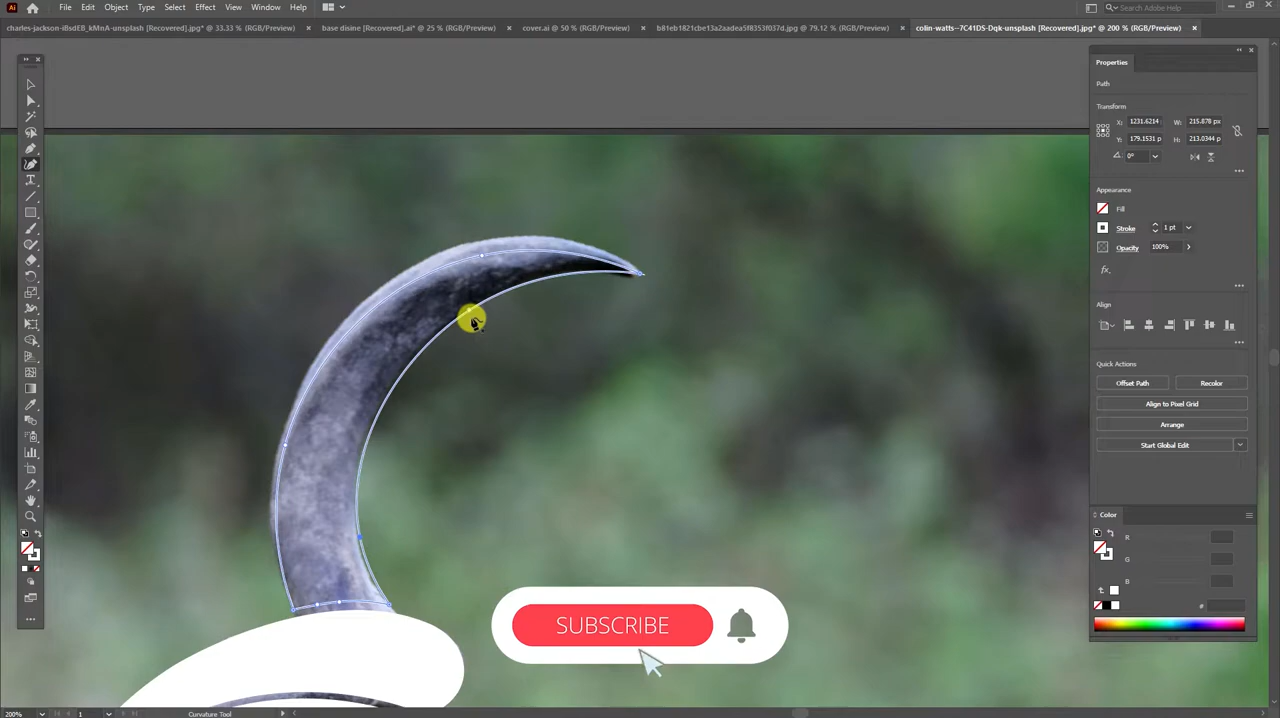 Ai File Edit Object Type Select Effect View Window Help Search Adobe Help
charles-jackson-iBsdEB_kMnA-unsplash [Recovered].jpg* @ 33.33 % (RGB/Preview) × base disine [Recovered].ai* @ 25 % (RGB/Preview) × cover.ai @ 50 % (RGB/Preview) × b81eb1821cbe13a2aadea5f8353f037d.jpg @ 79.12 % (RGB/Preview) × colin-watts--7C41DS-Dqk-unsplash [Recovered].jpg* @ 200 % (RGB/Preview) ×
Properties
Path
Transform
X: 1231.6214 W: 215.878 px
Y: 179.1531 p H: 213.0344 p
0°
Appearance
Fill
Stroke 1 pt
Opacity 100%
fx
Align
Quick Actions
Offset Path Recolor
Align to Pixel Grid
Arrange
Start Global Edit
Color
R
G
B
#
SUBSCRIBE
200% 1 Curvature Tool